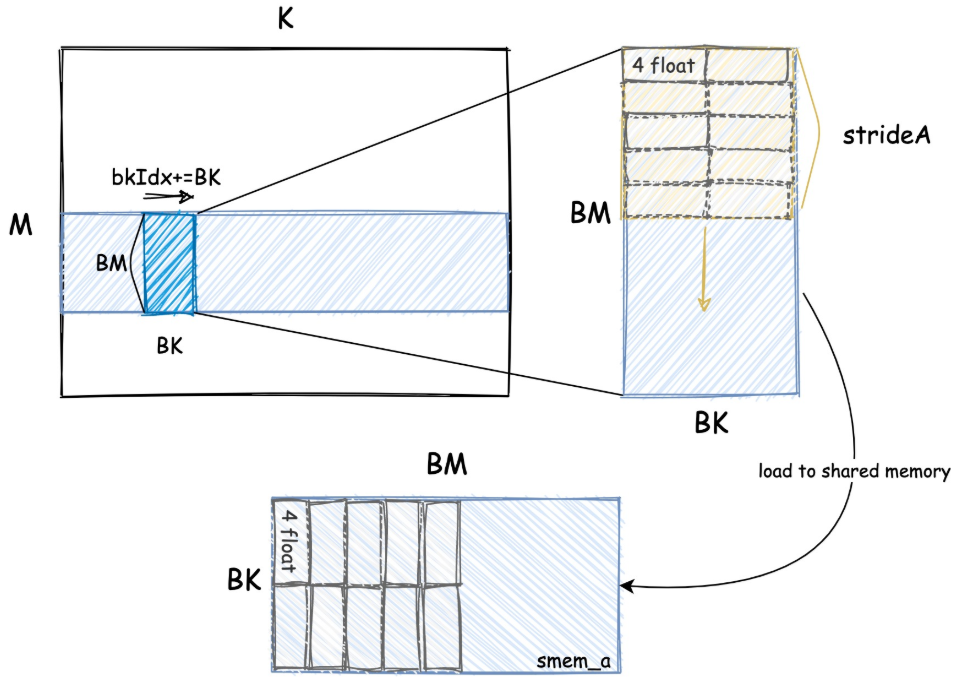 K
4 float
strideA
bkIdx+=BK
M
BM
BM
BK
BK
load to shared memory
BM
4 float
BK
smem_a